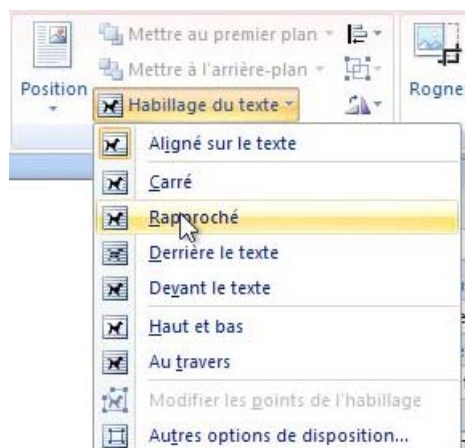 Position
Mettre au premier plan
Mettre à l'arrière-plan
Habillage du texte
Rogne
Aligné sur le texte
Carré
Rapproché
Derrière le texte
Devant le texte
Haut et bas
Au travers
Modifier les points de l'habillage
Autres options de disposition...